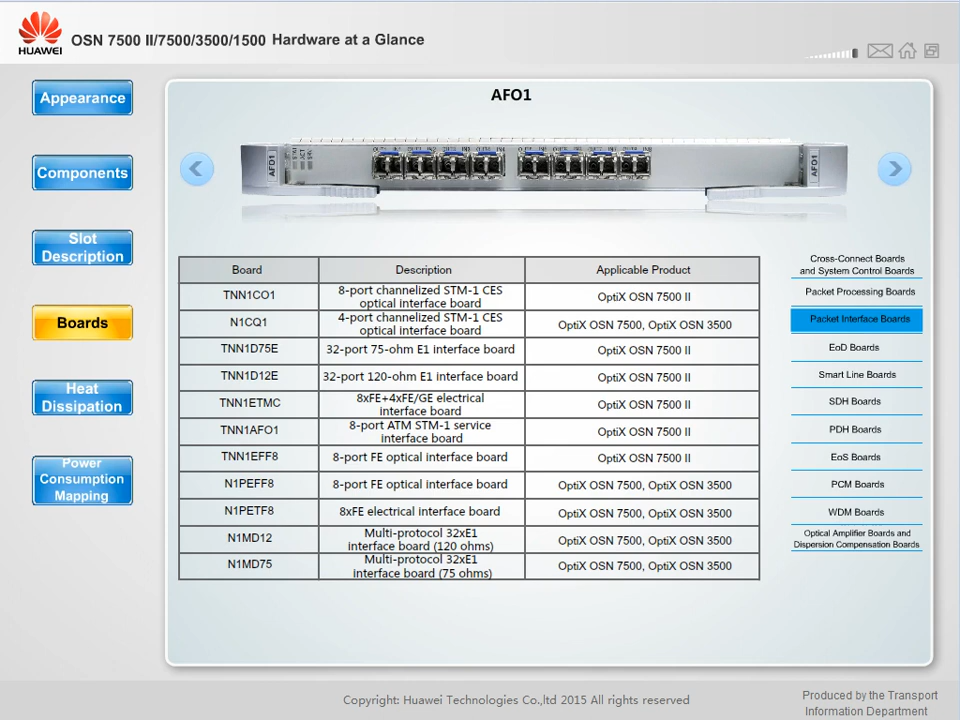 HUAWEI
OSN 7500 II/7500/3500/1500 Hardware at a Glance
Appearance
Components
Slot
Description
Boards
Heat
Dissipation
Power
Consumption
Mapping
AFO1
AFO1
AFO1
Board Description Applicable Product
TNN1CO1 8-port channelized STM-1 CES
optical interface board OptiX OSN 7500 II
N1CQ1 4-port channelized STM-1 CES
optical interface board OptiX OSN 7500, OptiX OSN 3500
TNN1D75E 32-port 75-ohm E1 interface board OptiX OSN 7500 II
TNN1D12E 32-port 120-ohm E1 interface board OptiX OSN 7500 II
TNN1ETMC 8xFE+4xFE/GE electrical
interface board OptiX OSN 7500 II
TNN1AFO1 8-port ATM STM-1 service
interface board OptiX OSN 7500 II
TNN1EFF8 8-port FE optical interface board OptiX OSN 7500 II
N1PEFF8 8-port FE optical interface board OptiX OSN 7500, OptiX OSN 3500
N1PETF8 8xFE electrical interface board OptiX OSN 7500, OptiX OSN 3500
N1MD12 Multi-protocol 32xE1
interface board (120 ohms) OptiX OSN 7500, OptiX OSN 3500
N1MD75 Multi-protocol 32xE1
interface board (75 ohms) OptiX OSN 7500, OptiX OSN 3500
Cross-Connect Boards
and System Control Boards
Packet Processing Boards
Packet Interface Boards
EoD Boards
Smart Line Boards
SDH Boards
PDH Boards
EoS Boards
PCM Boards
WDM Boards
Optical Amplifier Boards and
Dispersion Compensation Boards
Copyright: Huawei Technologies Co.,ltd 2015 All rights reserved
Produced by the Transport
Information Department